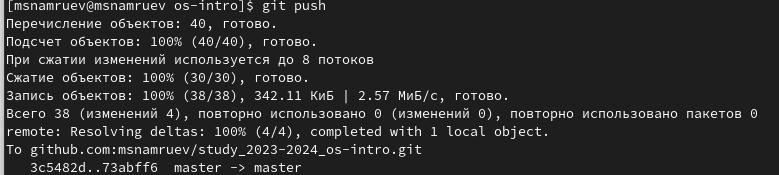 [msnamruev@msnamruev os-intro]$ git push
Перечисление объектов: 40, готово.
Подсчет объектов: 100% (40/40), готово.
При сжатии изменений используется до 8 потоков
Сжатие объектов: 100% (30/30), готово.
Запись объектов: 100% (38/38), 342.11 КиБ | 2.57 МиБ/с, готово.
Всего 38 (изменений 4), повторно использовано 0 (изменений 0), повторно использовано пакетов 0
remote: Resolving deltas: 100% (4/4), completed with 1 local object.
To github.com:msnamruev/study_2023-2024_os-intro.git
   3c5482d..73abff6  master -> master